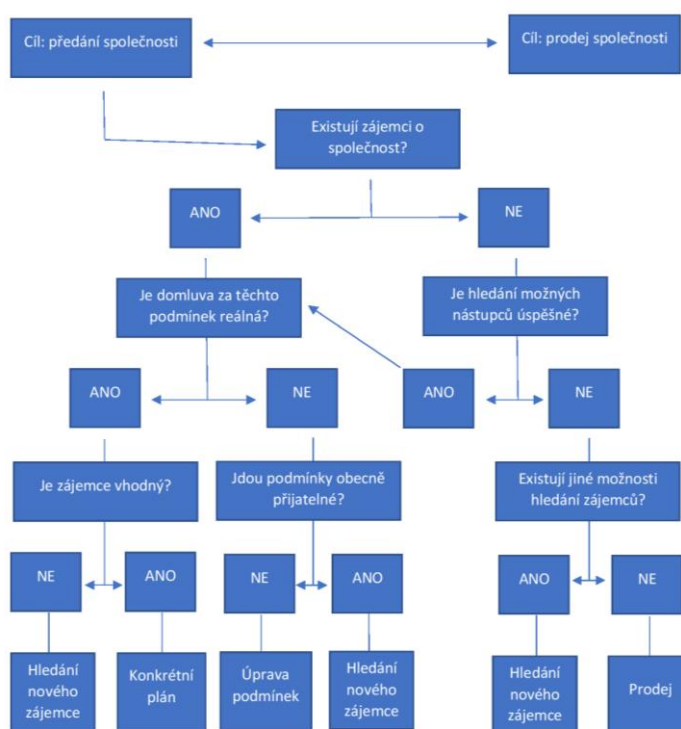 Cíl: předání společnosti
Cíl: prodej společnosti
Existují zájemci o
společnost?
ANO
NE
Je domluva za těchto
podmínek reálná?
Je hledání možných
nástupců úspěšné?
ANO
NE
ANO
NE
Je zájemce vhodný?
Jdou podmínky obecně
přijatelné?
Existují jiné možnosti
hledání zájemců?
NE
ANO
NE
ANO
ANO
NE
Hledání
nového
zájemce
Konkrétní
plán
Úprava
podmínek
Hledání
nového
zájemce
Hledání
nového
zájemce
Prodej